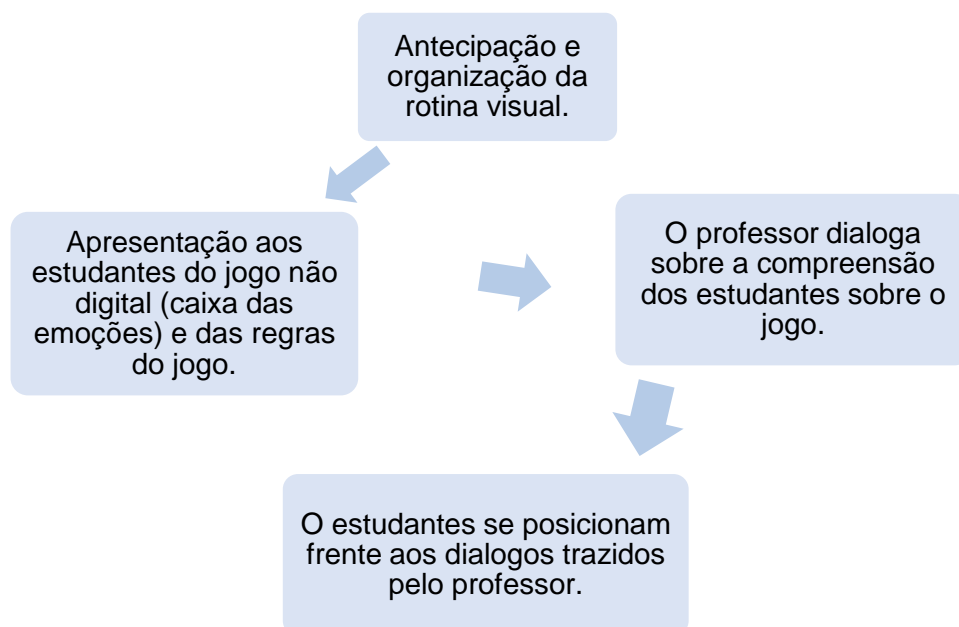 Antecipação e
organização da
rotina visual.
Apresentação aos
estudantes do jogo não
digital (caixa das
emoções) e das regras
do jogo.
O professor dialoga
sobre a compreensão
dos estudantes sobre o
jogo.
O estudantes se posicionam
frente aos dialogos trazidos
pelo professor.